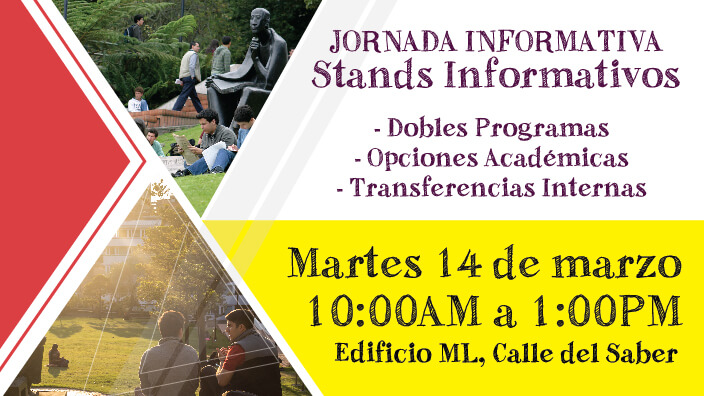 JORNADA INFORMATIVA
Stands Informativos
- Dobles Programas
- Opciones Académicas
- Transferencias Internas
Martes 14 de marzo
10:00AM a 1:00PM
Edificio ML, Calle del Saber